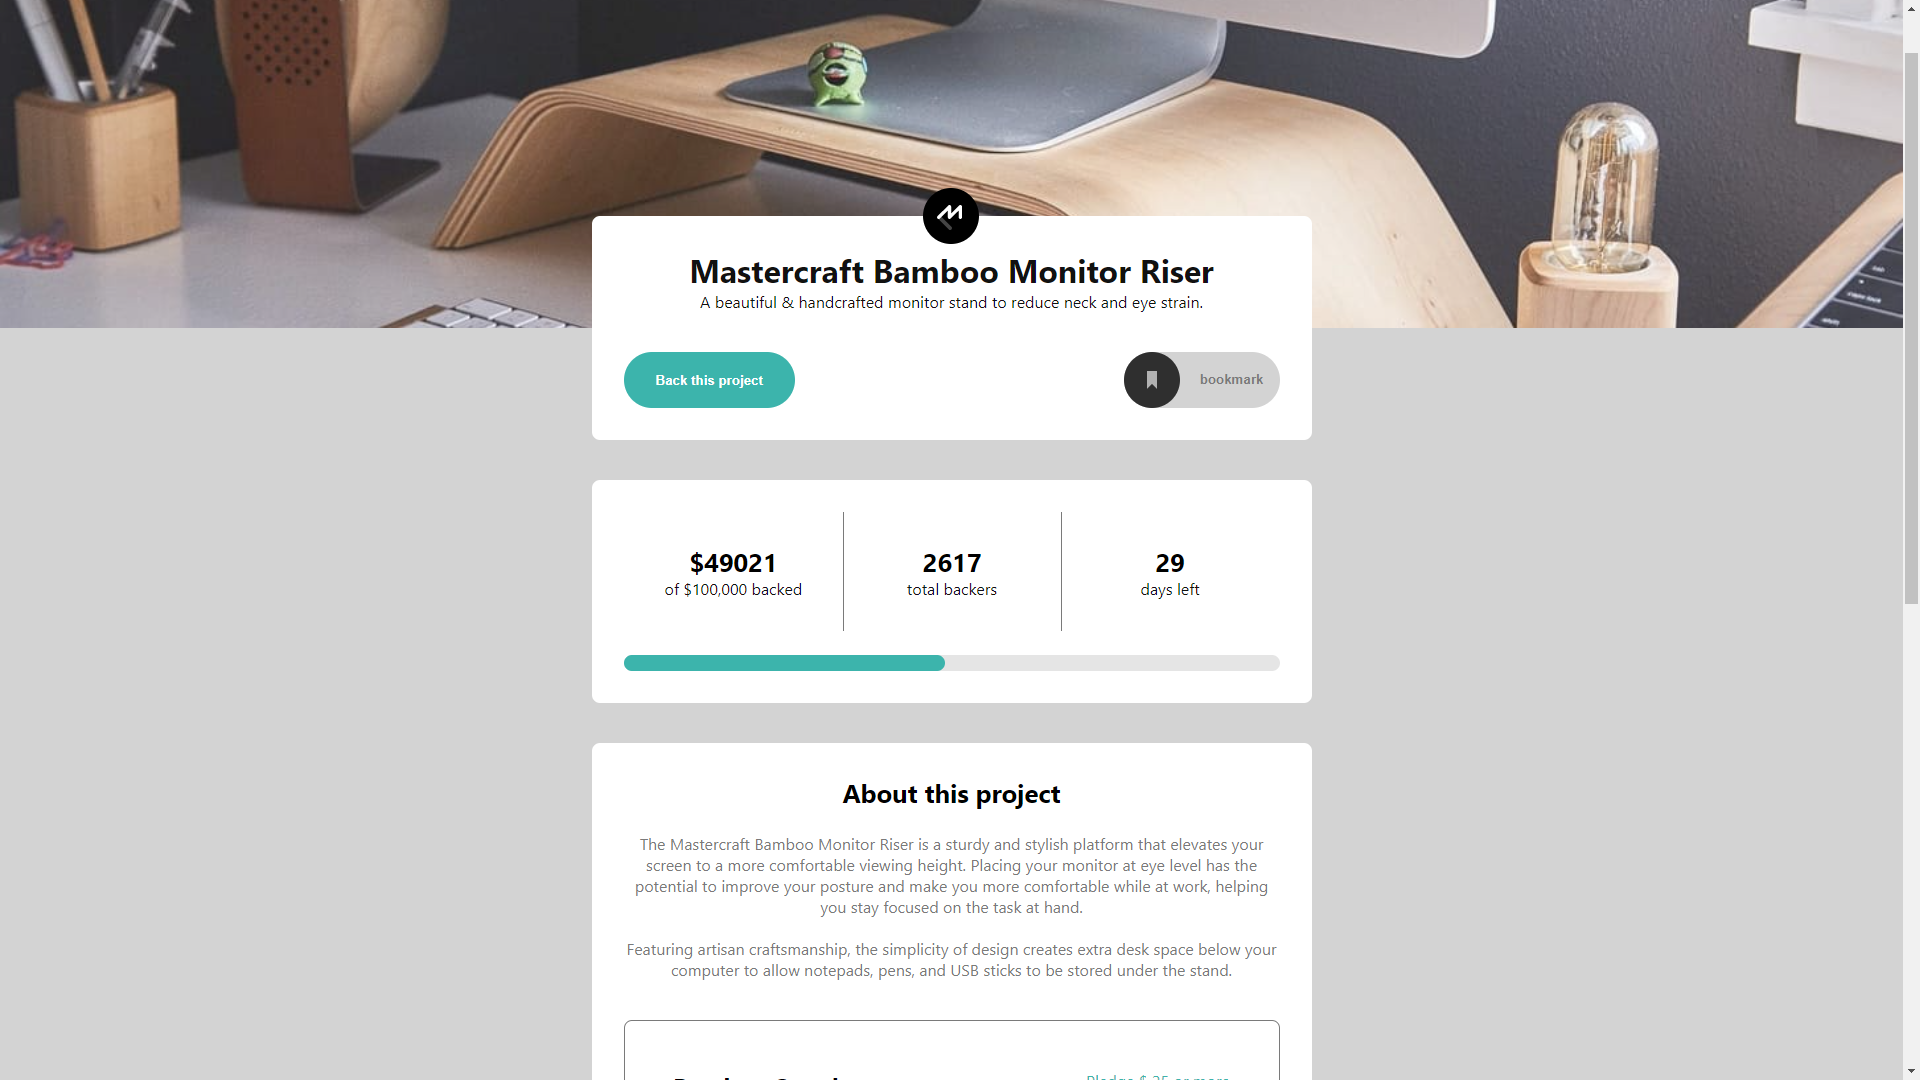 Mastercraft Bamboo Monitor Riser
A beautiful & handcrafted monitor stand to reduce neck and eye strain.
Back this project
bookmark
$49021
of $100,000 backed
2617
total backers
29
days left
About this project
The Mastercraft Bamboo Monitor Riser is a sturdy and stylish platform that elevates your
screen to a more comfortable viewing height. Placing your monitor at eye level has the
potential to improve your posture and make you more comfortable while at work, helping
you stay focused on the task at hand.
Featuring artisan craftsmanship, the simplicity of design creates extra desk space below your
computer to allow notepads, pens, and USB sticks to be stored under the stand.